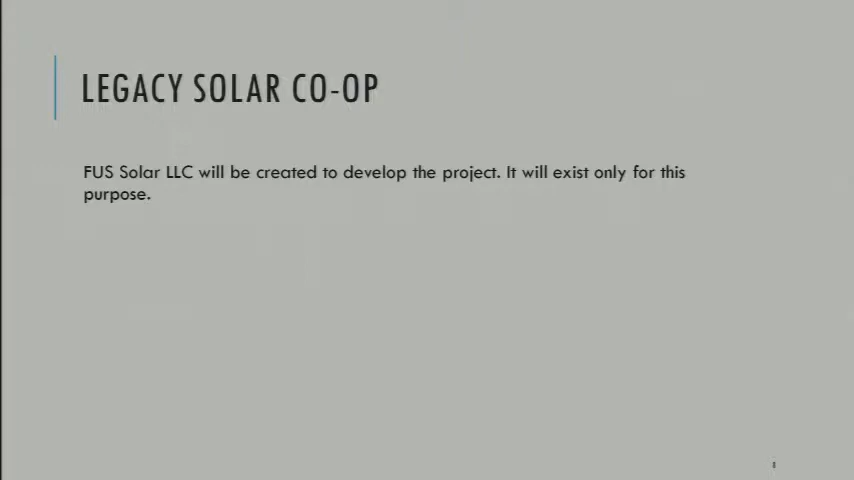 LEGACY SOLAR CO-OP
FUS Solar LLC will be created to develop the project. It will exist only for this
purpose.